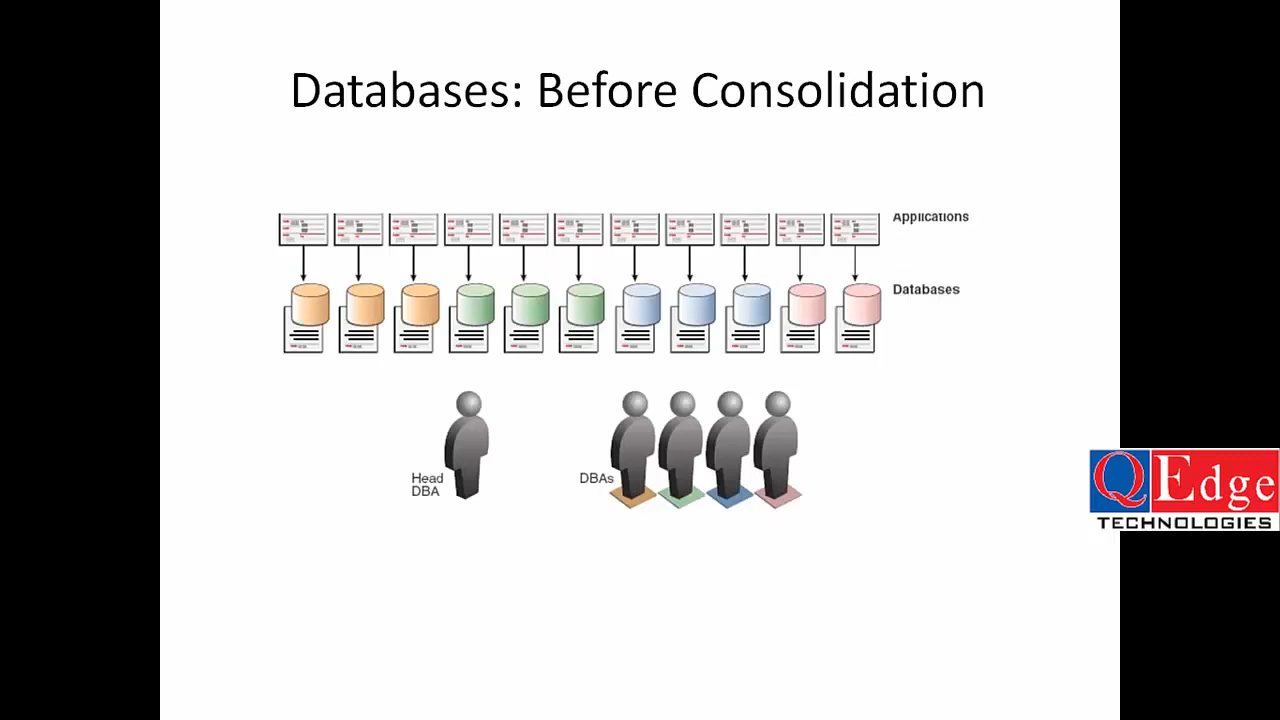 Databases: Before Consolidation
Applications
Databases
Head
DBA
DBAs
QEdge
TECHNOLOGIES